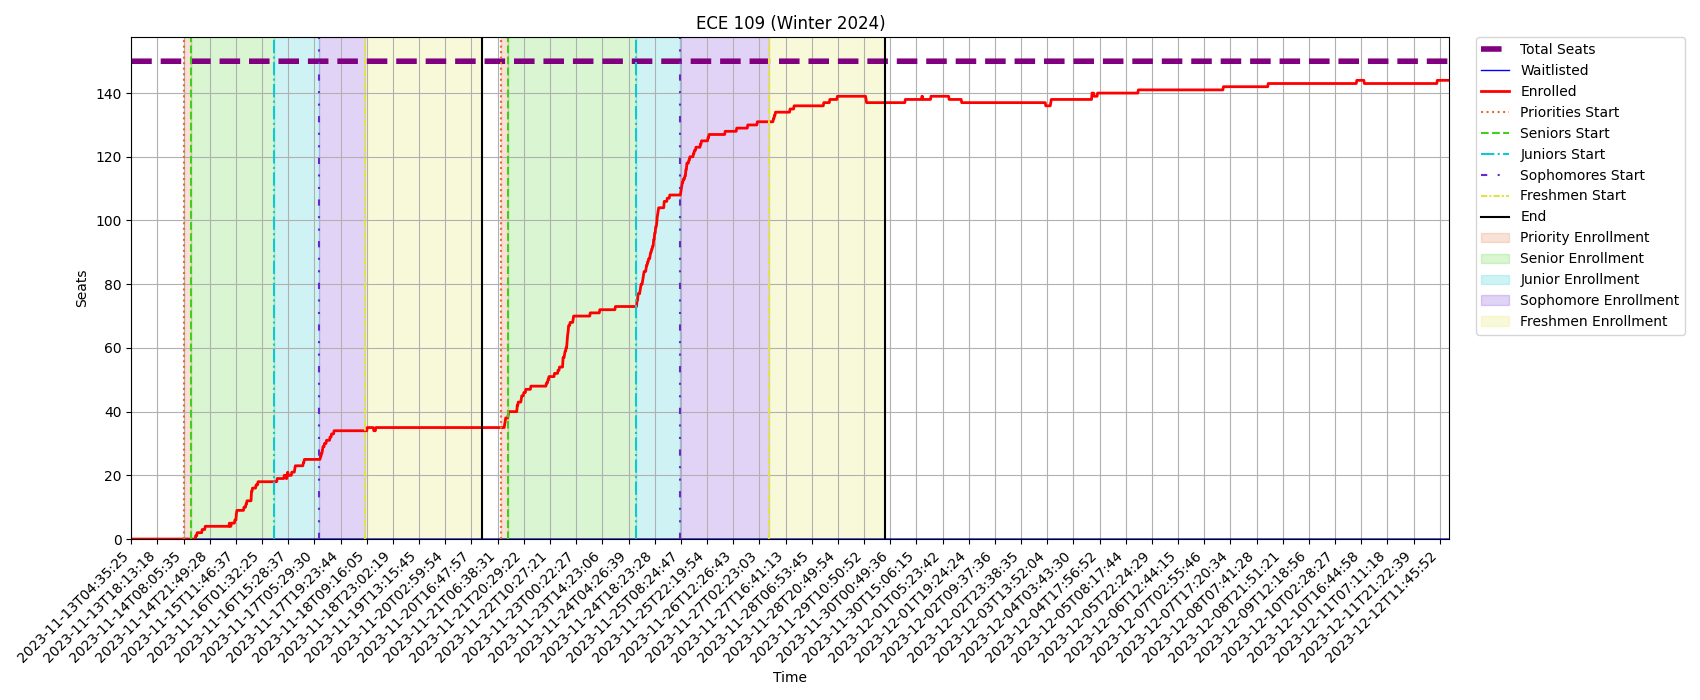 ECE 109 (Winter 2024)
Total Seats
Waitlisted
Enrolled
Priorities Start
Seniors Start
Juniors Start
Sophomores Start
Freshmen Start
End
Priority Enrollment
Senior Enrollment
Junior Enrollment
Sophomore Enrollment
Freshmen Enrollment
Seats
140
120
100
80
60
40
20
0
2023-11-13T04:35:25
2023-11-13T18:13:18
2023-11-14T08:05:35
2023-11-14T21:49:28
2023-11-15T11:46:37
2023-11-16T01:32:25
2023-11-16T15:28:37
2023-11-17T05:29:30
2023-11-17T19:23:44
2023-11-18T09:16:05
2023-11-18T23:02:19
2023-11-19T13:15:45
2023-11-20T02:59:54
2023-11-20T16:47:57
2023-11-21T06:38:31
2023-11-21T20:29:22
2023-11-22T10:27:21
2023-11-23T00:22:27
2023-11-23T14:23:06
2023-11-24T04:26:39
2023-11-24T18:23:28
2023-11-25T08:24:47
2023-11-25T22:19:54
2023-11-26T12:26:43
2023-11-27T02:23:03
2023-11-27T16:41:13
2023-11-28T06:53:45
2023-11-28T20:49:54
2023-11-29T10:50:52
2023-11-30T00:49:36
2023-11-30T15:06:15
2023-12-01T05:23:42
2023-12-01T19:24:24
2023-12-02T09:37:36
2023-12-02T23:38:35
2023-12-03T13:52:04
2023-12-04T03:43:30
2023-12-04T17:56:52
2023-12-05T08:17:44
2023-12-05T22:24:29
2023-12-06T12:44:15
2023-12-07T02:55:46
2023-12-07T17:20:34
2023-12-08T07:41:28
2023-12-08T21:51:21
2023-12-09T12:18:56
2023-12-10T02:28:27
2023-12-10T16:44:58
2023-12-11T07:11:18
2023-12-11T21:22:39
2023-12-12T11:45:52
Time